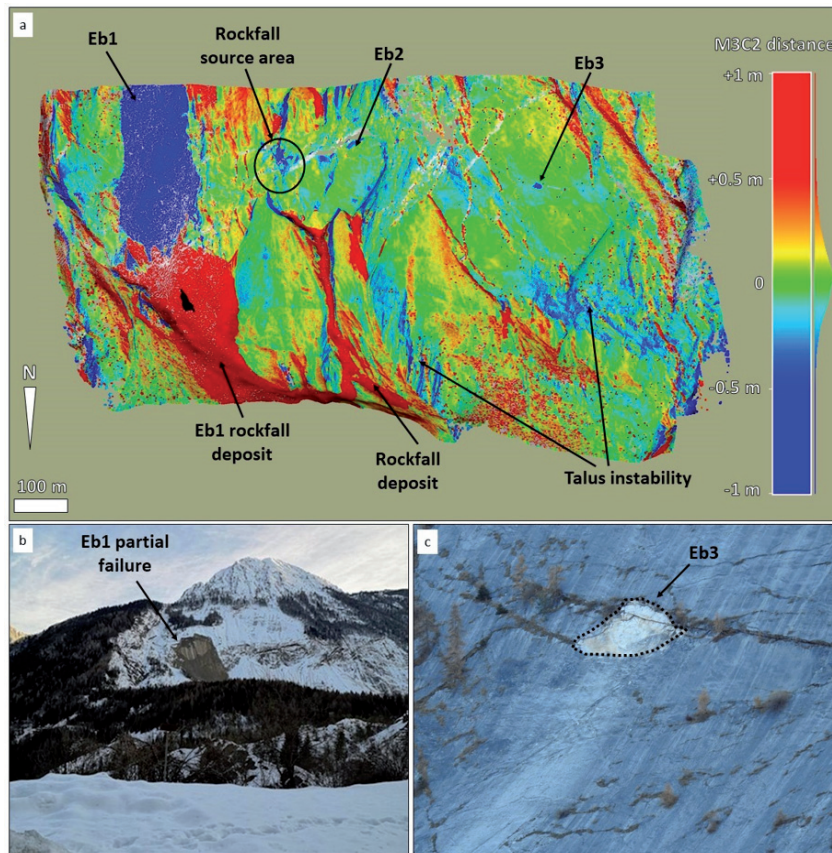 a
Eb1
Rockfall
source area
Eb2
Eb3
M3C2 distance
+1 m
+0.5 m
0
-0.5 m
-1 m
N
100 m
Eb1 rockfall
deposit
Rockfall
deposit
Talus instability
b
Eb1 partial
failure
c
Eb3